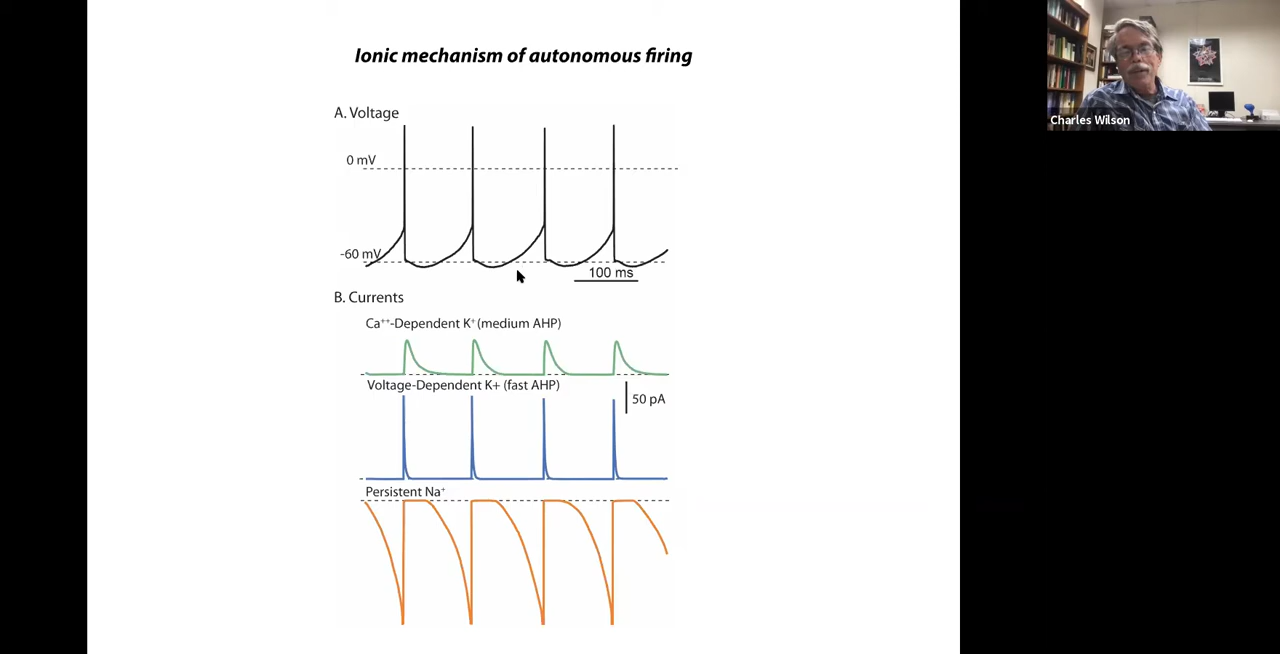 Ionic mechanism of autonomous firing
Charles Wilson
A. Voltage
0 mV
-60 mV
100 ms
B. Currents
Ca⁺⁺-Dependent K⁺ (medium AHP)
Voltage-Dependent K+ (fast AHP)
50 pA
Persistent Na⁺